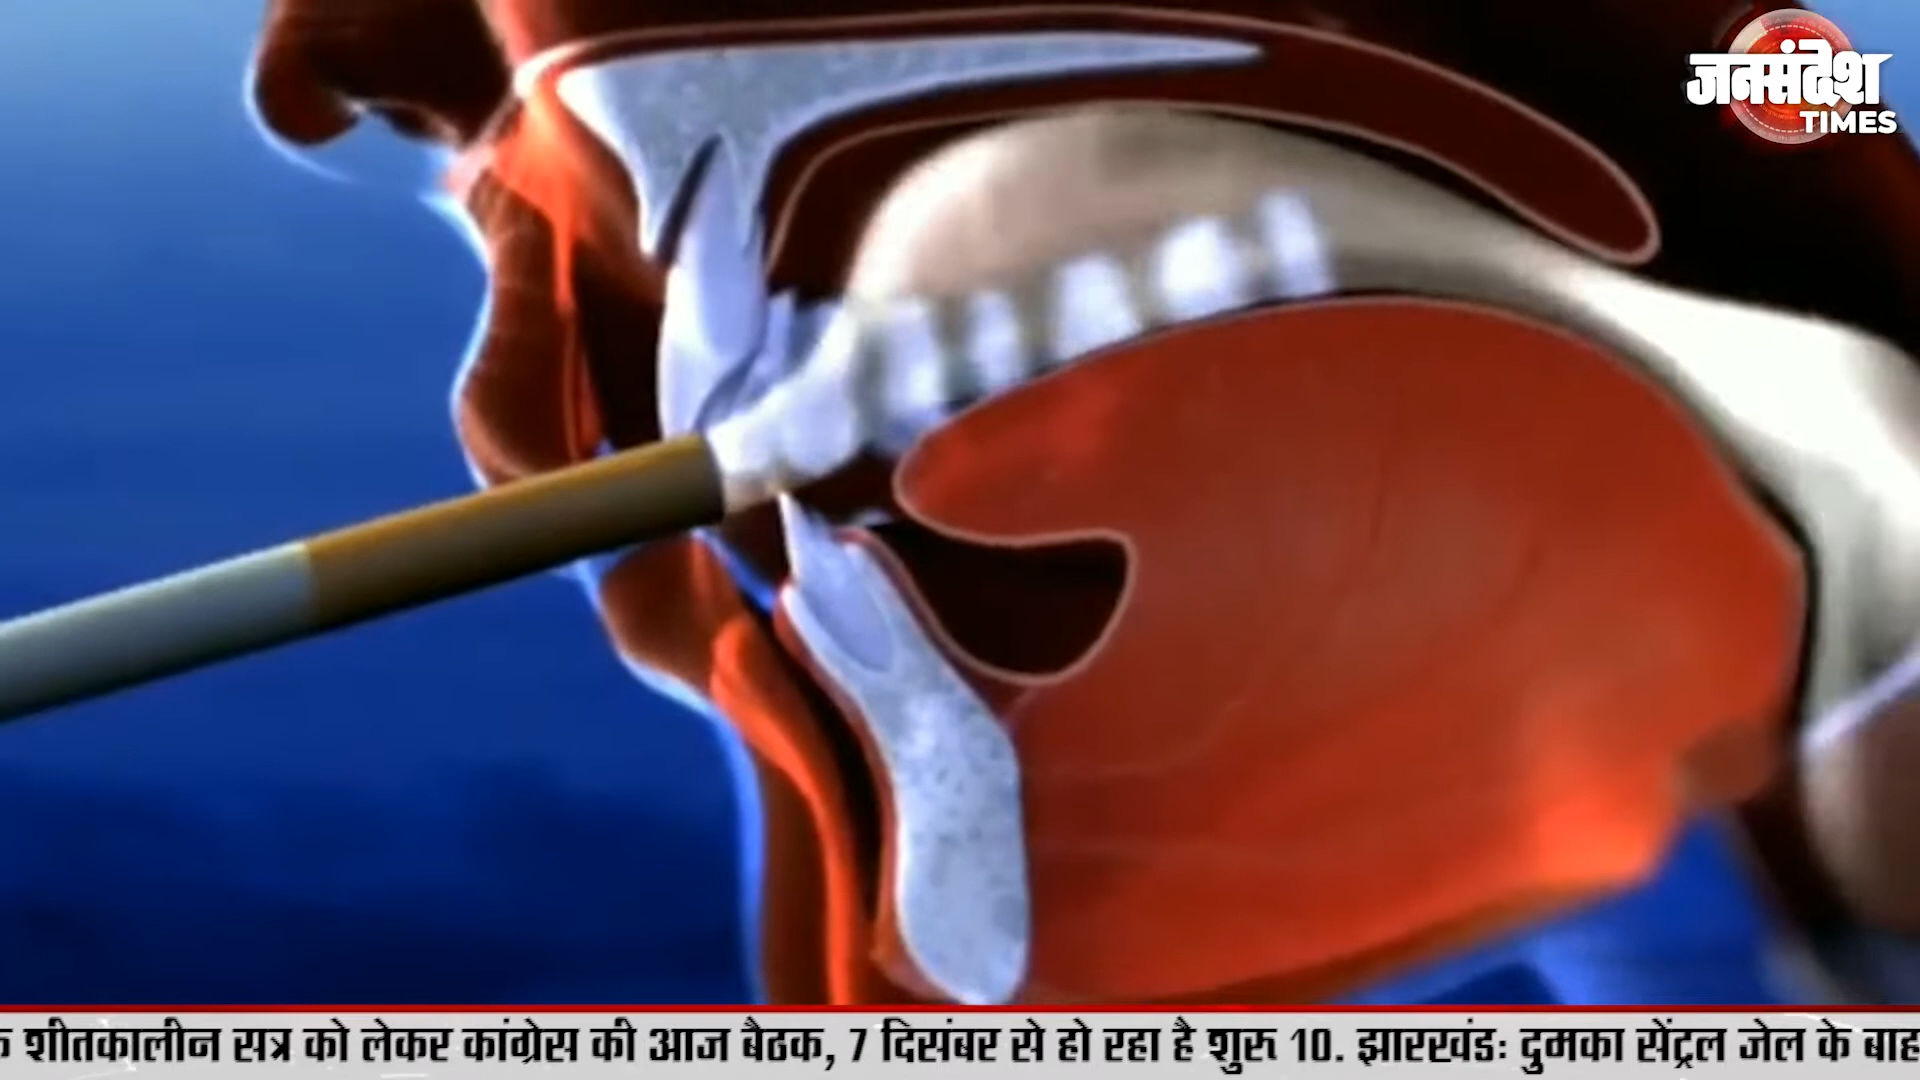 जनसंदेश
TIMES
शीतकालीन सत्र को लेकर कांग्रेस की आज बैठक, 7 दिसंबर से हो रहा है शुरू 10. झारखंडः दुमका सेंट्रल जेल के बाह